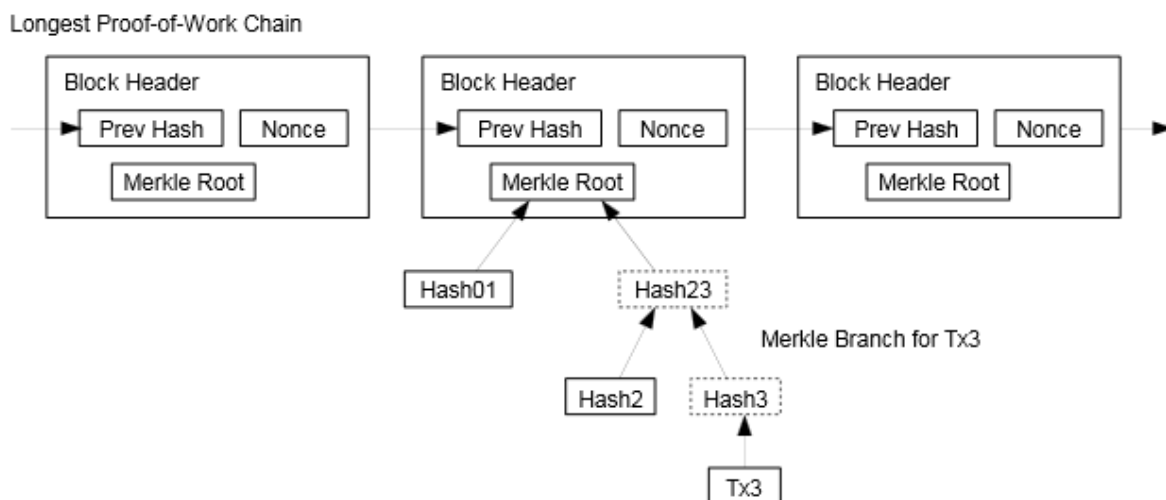 Longest Proof-of-Work Chain
Block Header
Prev Hash
Nonce
Merkle Root
Block Header
Prev Hash
Nonce
Merkle Root
Block Header
Prev Hash
Nonce
Merkle Root
Hash01
Hash23
Merkle Branch for Tx3
Hash2
Hash3
Tx3